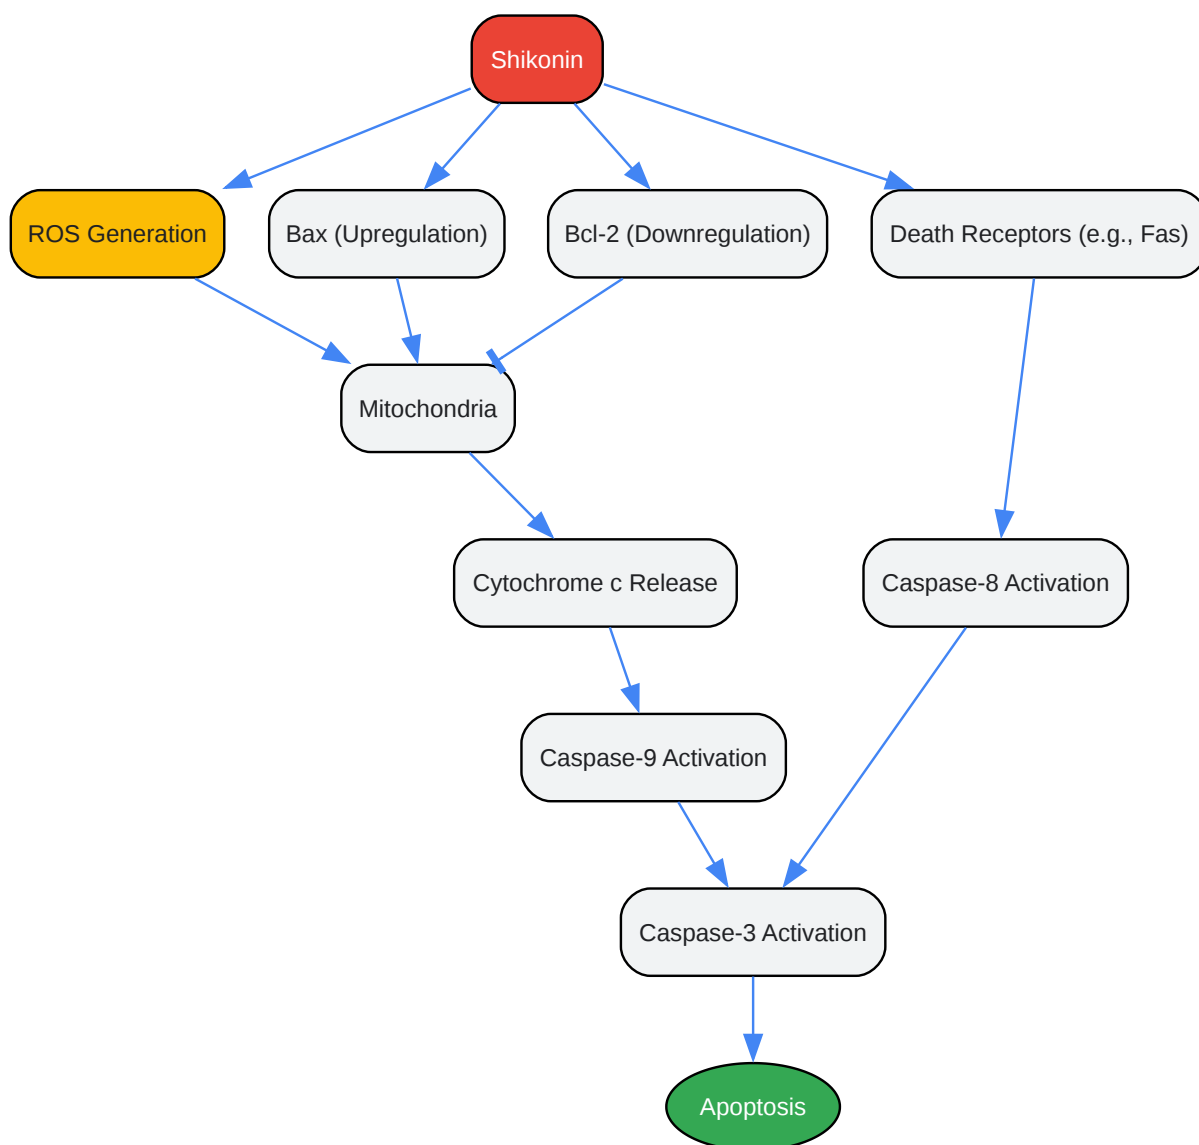 Shikonin
ROS Generation
Bax (Upregulation)
Bcl-2 (Downregulation)
Death Receptors (e.g., Fas)
Mitochondria
Cytochrome c Release
Caspase-8 Activation
Caspase-9 Activation
Caspase-3 Activation
Apoptosis